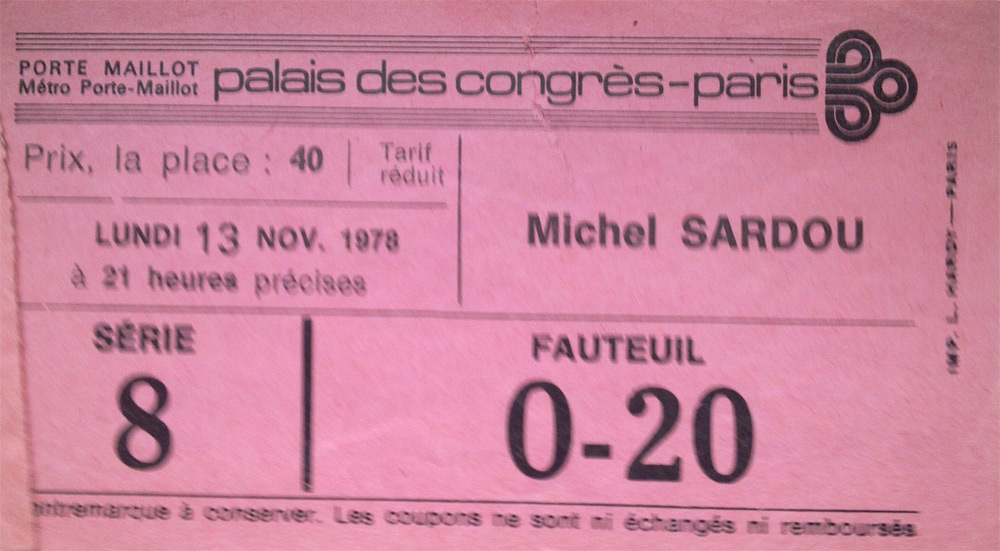 PORTE MAILLOT
Métro Porte-Maillot
palais des congrès-paris
Prix, la place : 40
Tarif
réduit
LUNDI 13 NOV. 1978
à 21 heures précises
Michel SARDOU
SÉRIE
8
FAUTEUIL
O-20
contremarque à conserver. Les coupons ne sont ni échangés ni remboursés
IMP. L. — PARIS